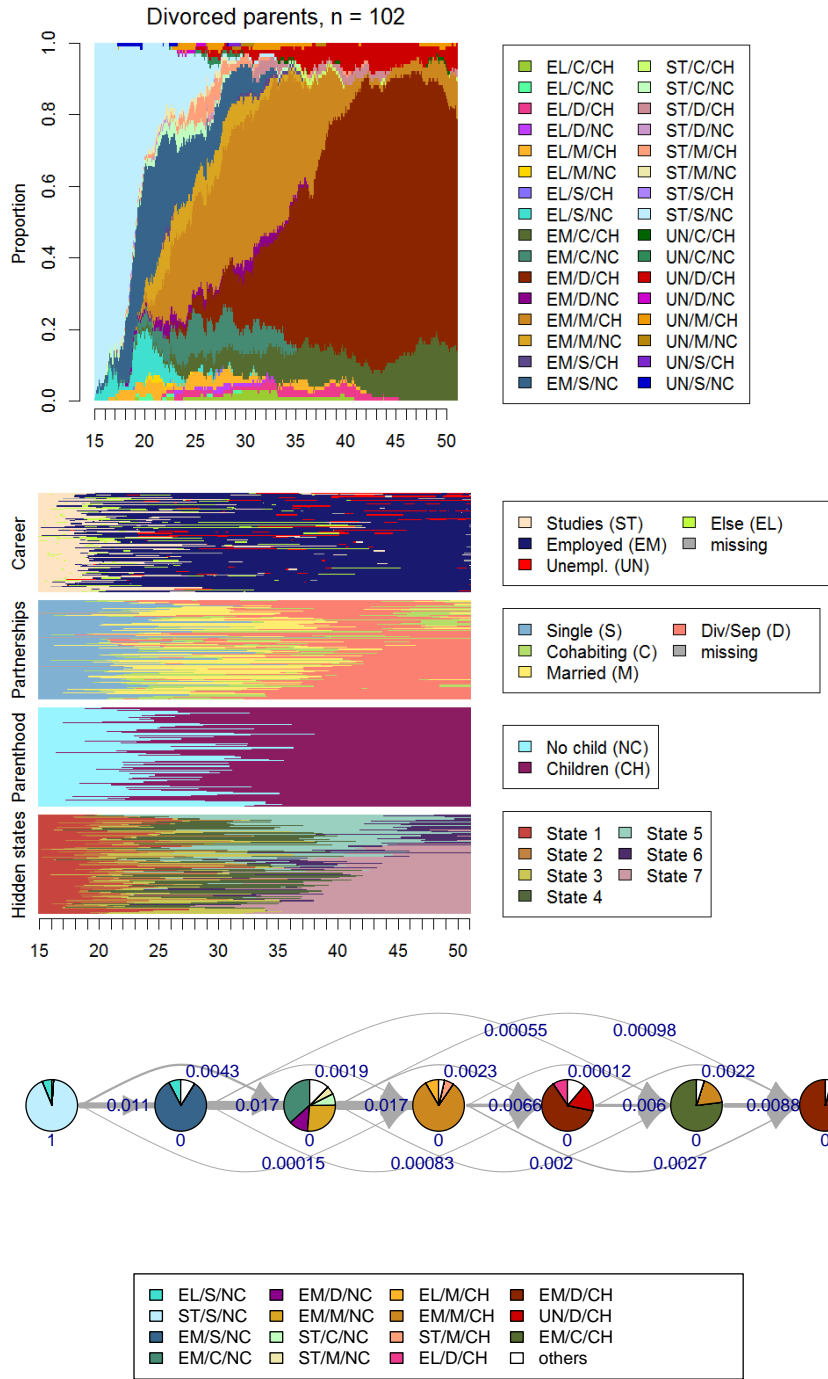 Divorced parents, n = 102
Proportion
0.0 0.2 0.4 0.6 0.8 1.0
15 20 25 30 35 40 45 50
EL/C/CH ST/C/CH
EL/C/NC ST/C/NC
EL/D/CH ST/D/CH
EL/D/NC ST/D/NC
EL/M/CH ST/M/CH
EL/M/NC ST/M/NC
EL/S/CH ST/S/CH
EL/S/NC ST/S/NC
EM/C/CH UN/C/CH
EM/C/NC UN/C/NC
EM/D/CH UN/D/CH
EM/D/NC UN/D/NC
EM/M/CH UN/M/CH
EM/M/NC UN/M/NC
EM/S/CH UN/S/CH
EM/S/NC UN/S/NC
Career
Studies (ST) Else (EL)
Employed (EM) missing
Unempl. (UN)
Partnerships
Single (S) Div/Sep (D)
Cohabiting (C) missing
Married (M)
Parenthood
No child (NC)
Children (CH)
Hidden states
State 1 State 5
State 2 State 6
State 3 State 7
State 4
15 20 25 30 35 40 45 50
0.00055 0.00098
0.0043 0.0019 0.0023 0.00012 0.0022
0.011 0.017 0.017 0.0066 0.006 0.0088
1 0 0 0 0 0 0
0.00015 0.00083 0.002 0.0027
EL/S/NC EM/D/NC EL/M/CH EM/D/CH
ST/S/NC EM/M/NC EM/M/CH UN/D/CH
EM/S/NC ST/C/NC ST/M/CH EM/C/CH
EM/C/NC ST/M/NC EL/D/CH others